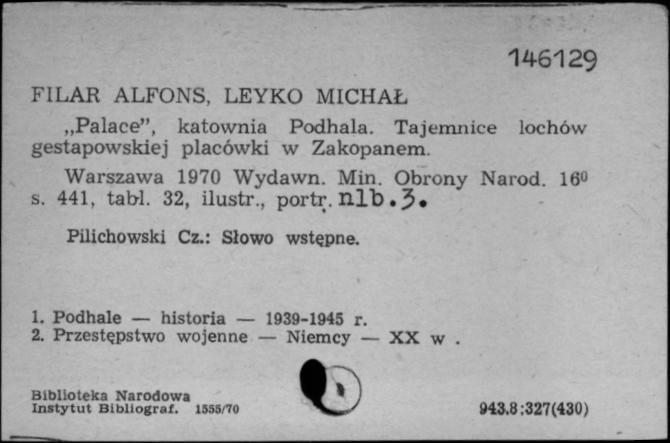 146129
FILAR ALFONS, LEYKO MICHAŁ
„Palace”, katownia Podhala. Tajemnice lochów
gestapowskiej placówki w Zakopanem.
Warszawa 1970 Wydawn. Min. Obrony Narod. 16⁰
s. 441, tabl. 32, ilustr., portr. nlb.3.
Pilichowski Cz.: Słowo wstępne.
1. Podhale — historia — 1939-1945 r.
2. Przestępstwo wojenne — Niemcy — XX w .
Biblioteka Narodowa
Instytut Bibliograf. 1555/70
943.8:327(430)